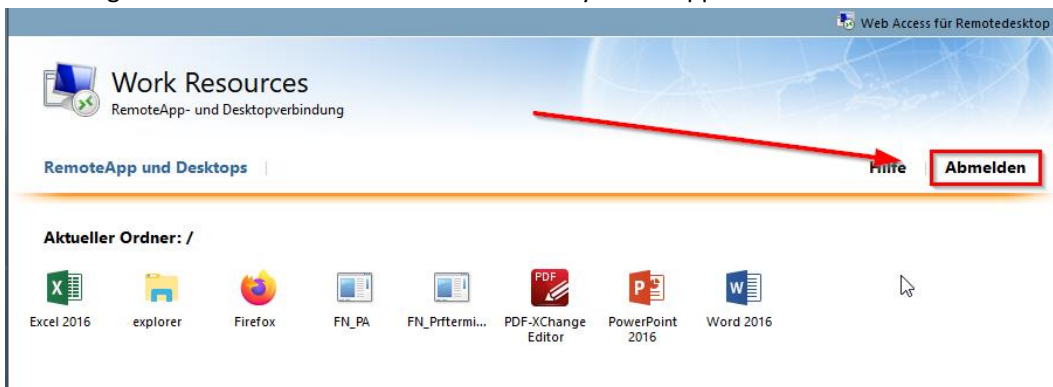 Web Access für Remotedesktop
Work Resources
RemoteApp- und Desktopverbindung
RemoteApp und Desktops
Hilfe
Abmelden
Aktueller Ordner: /
Excel 2016
explorer
Firefox
FN_PA
FN_Prftermi...
PDF-XChange
Editor
PowerPoint
2016
Word 2016